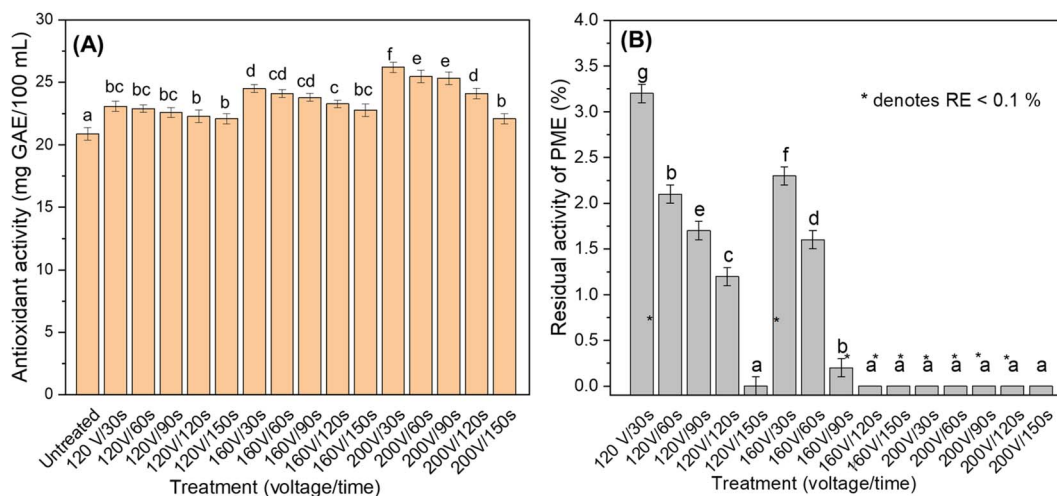 (A)
Antioxidant activity (mg GAE/100 mL)
30
25
20
15
10
5
0
a
bc
bc
bc
b
b
d
cd
cd
c
bc
f
e
e
d
b
Untreated
120 V/30s
120V/60s
120V/90s
120V/120s
120V/150s
160V/30s
160V/60s
160V/90s
160V/120s
160V/150s
200V/30s
200V/60s
200V/90s
200V/120s
200V/150s
Treatment (voltage/time)
(B)
Residual activity of PME (%)
4.0
3.5
3.0
2.5
2.0
1.5
1.0
0.5
0.0
* denotes RE < 0.1 %
g
b
e
c
a
f
d
b
a
a
a
a
a
a
a
*
*
*
*
*
*
*
*
*
120 V/30s
120V/60s
120V/90s
120V/120s
120V/150s
160V/30s
160V/60s
160V/90s
160V/120s
160V/150s
200V/30s
200V/60s
200V/90s
200V/120s
200V/150s
Treatment (voltage/time)